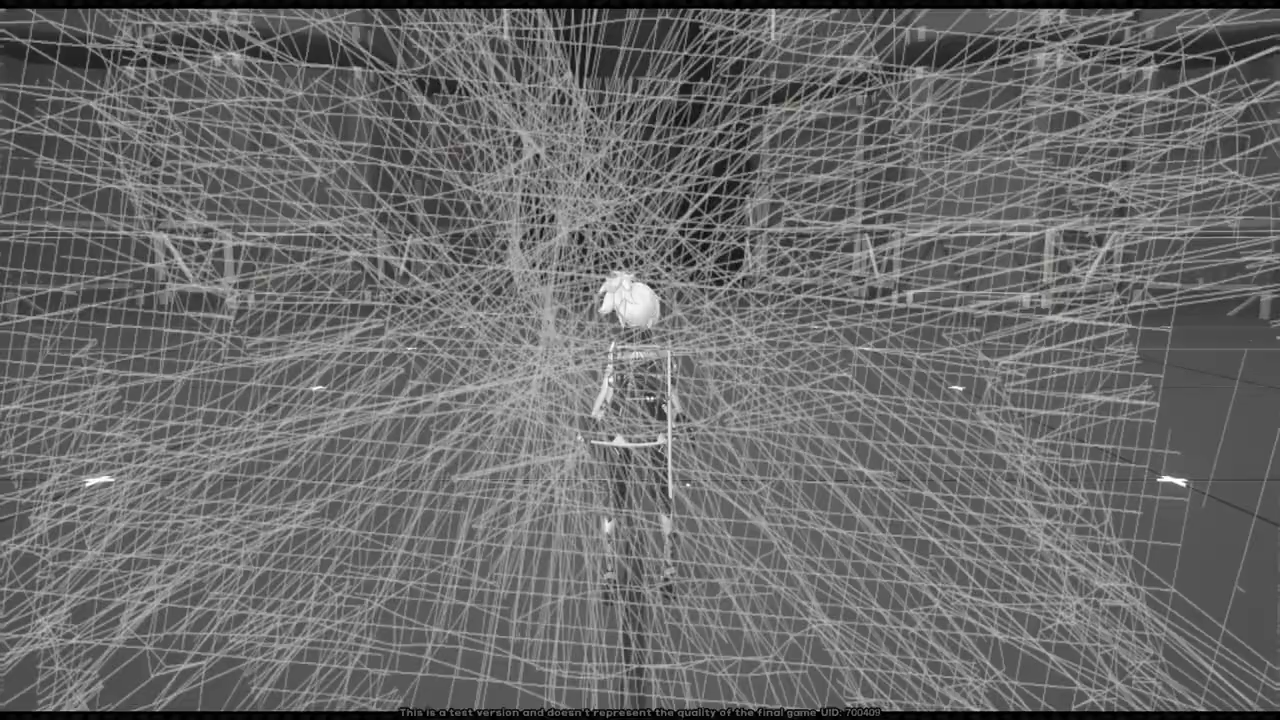 This is a test version and doesn't represent the quality of the final game UID: 700409